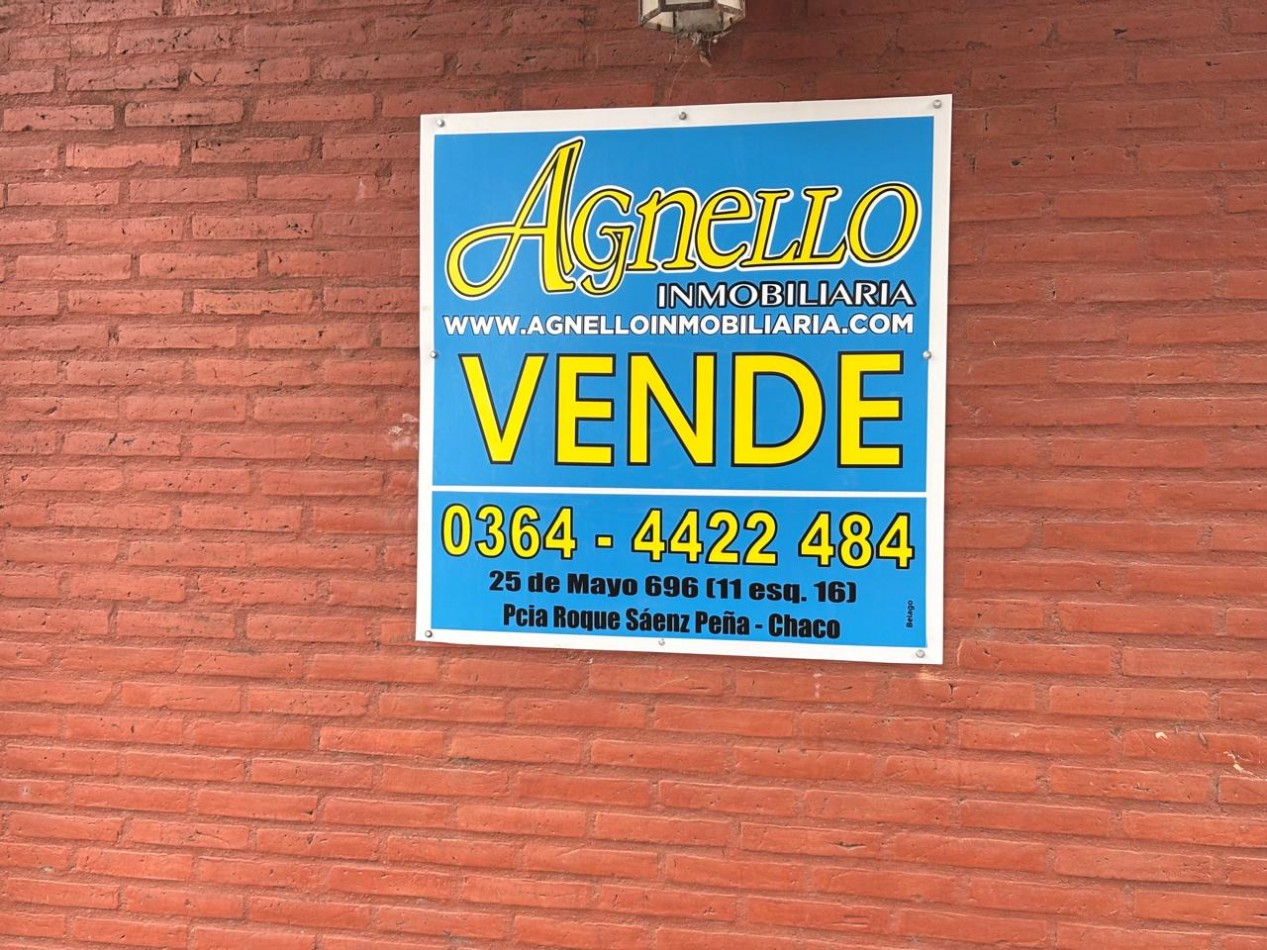 Agnello
INMOBILIARIA
WWW.AGNELLOINMOBILIARIA.COM
VENDE
0364 - 4422 484
25 de Mayo 696 (11 esq. 16)
Pcia Roque Sáenz Peña - Chaco
Belago